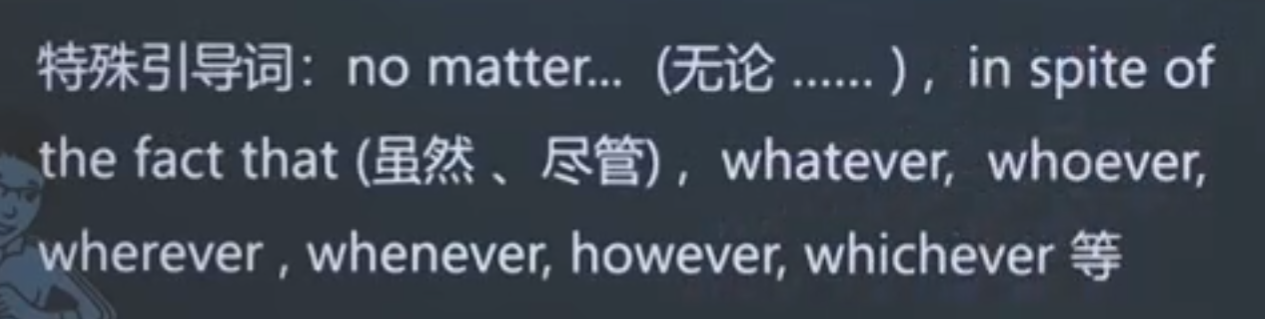 特殊引导词：no matter... (无论 ...... ) ，in spite of
the fact that (虽然 、尽管) ，whatever, whoever,
wherever , whenever, however, whichever 等